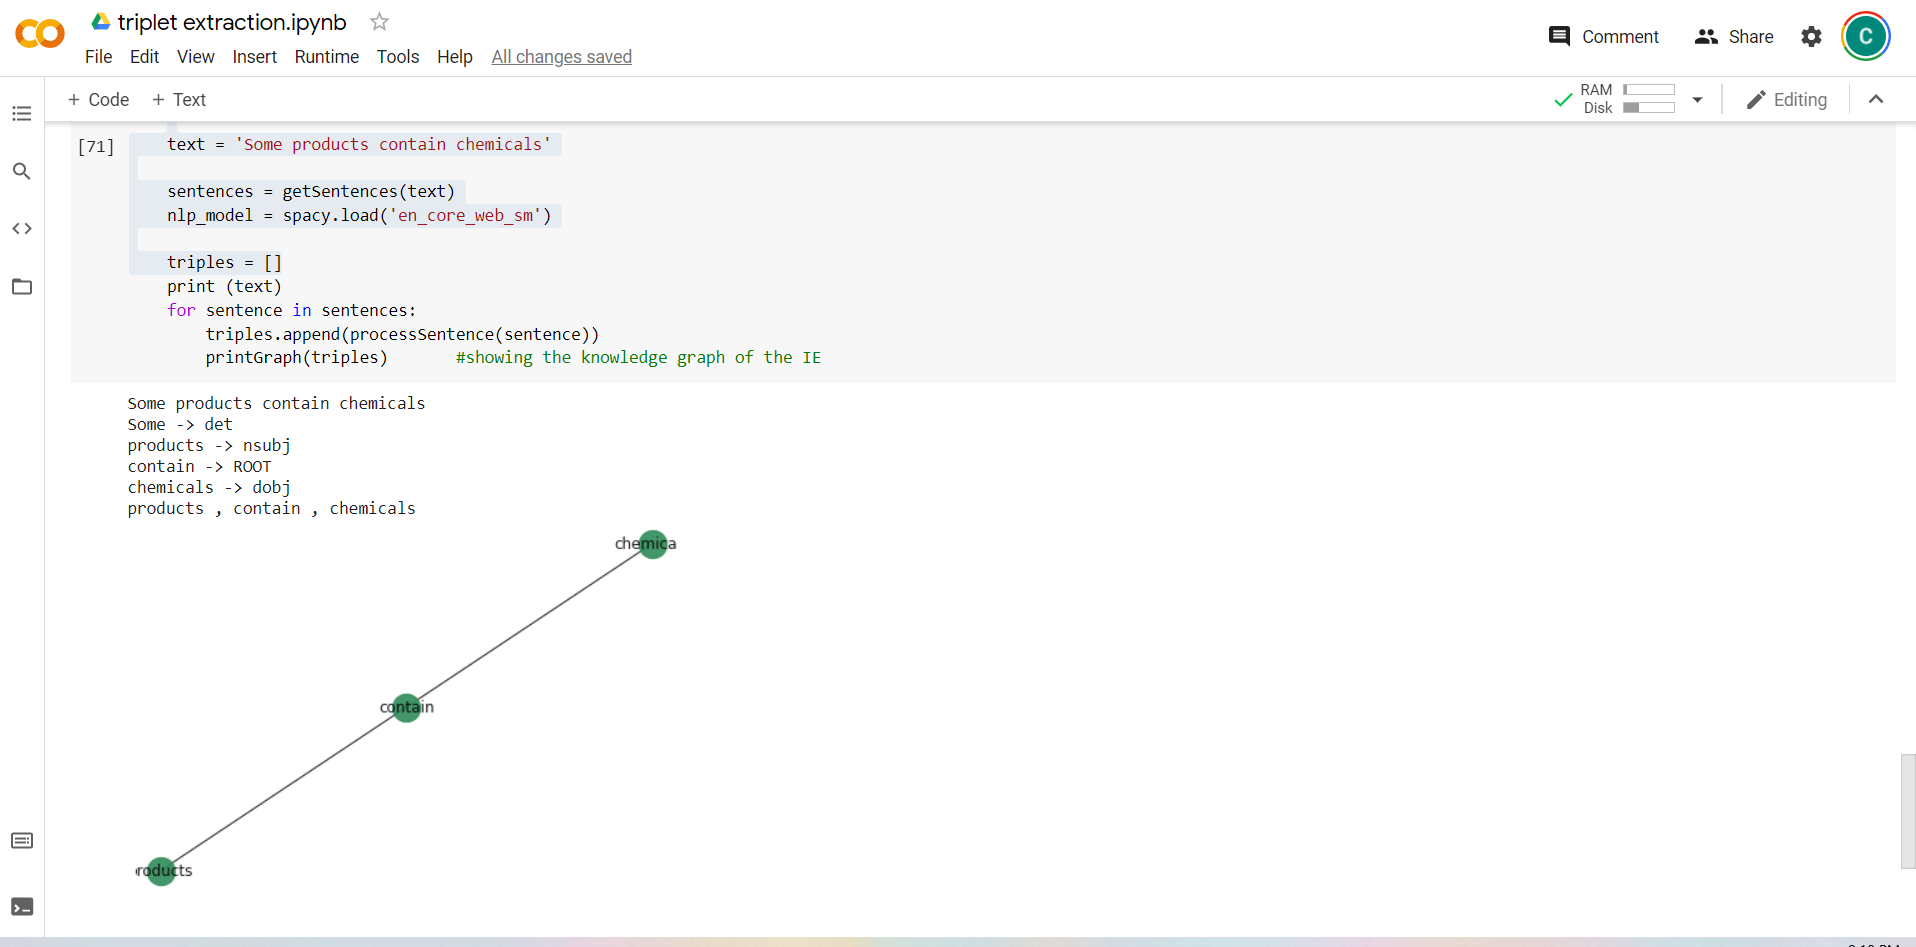 triplet extraction.ipynb
File Edit View Insert Runtime Tools Help All changes saved
Comment Share C
+ Code + Text
RAM
Disk
Editing
[71] text = 'Some products contain chemicals'
sentences = getSentences(text)
nlp_model = spacy.load('en_core_web_sm')
triples = []
print (text)
for sentence in sentences:
triples.append(processSentence(sentence))
printGraph(triples) #showing the knowledge graph of the IE
Some products contain chemicals
Some -> det
products -> nsubj
contain -> ROOT
chemicals -> dobj
products , contain , chemicals
chemica
contain
roducts